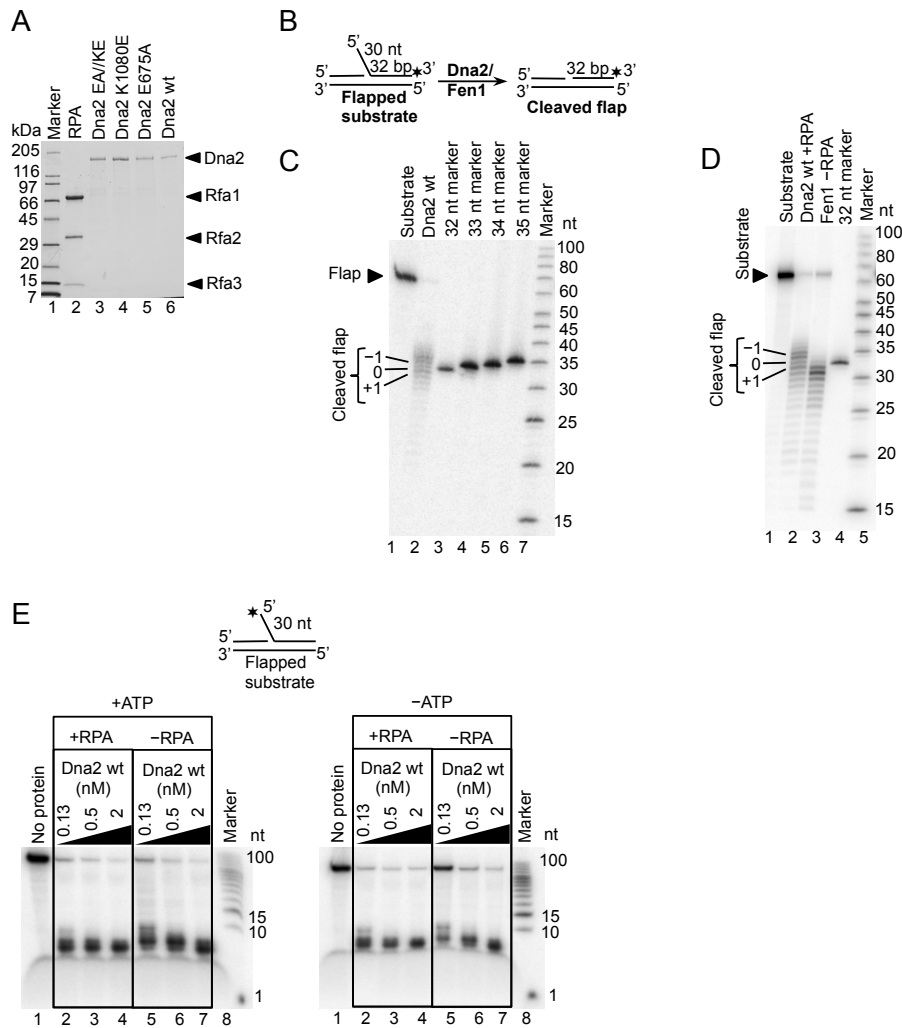 A
kDa
Marker
RPA
Dna2 EA//KE
Dna2 K1080E
Dna2 E675A
Dna2 wt
205
116
97
66
45
29
20
15
7
Dna2
Rfa1
Rfa2
Rfa3
1 2 3 4 5 6
B
5’
30 nt
32 bp 3’
5’
3’ 5’
Flapped
substrate
Dna2/
Fen1
32 bp 3’
5’
3’ 5’
Cleaved flap
C
Substrate
Dna2 wt
32 nt marker
33 nt marker
34 nt marker
35 nt marker
Marker
nt
Flap
Cleaved flap
−1
0
+1
100
80
60
50
45
40
35
30
25
20
15
1 2 3 4 5 6 7
D
Substrate
Dna2 wt +RPA
Fen1 −RPA
32 nt marker
Marker
nt
Substrate
Cleaved flap
−1
0
+1
100
80
60
50
45
40
35
30
25
20
15
1 2 3 4 5
E
5’
30 nt
5’
3’ 5’
Flapped
substrate
+ATP
+RPA −RPA
Dna2 wt Dna2 wt
(nM) (nM)
No protein
0.13 0.5 2 0.13 0.5 2
Marker
nt
100
15
10
1
1 2 3 4 5 6 7 8
−ATP
+RPA −RPA
Dna2 wt Dna2 wt
(nM) (nM)
No protein
0.13 0.5 2 0.13 0.5 2
Marker
nt
100
15
10
1
1 2 3 4 5 6 7 8